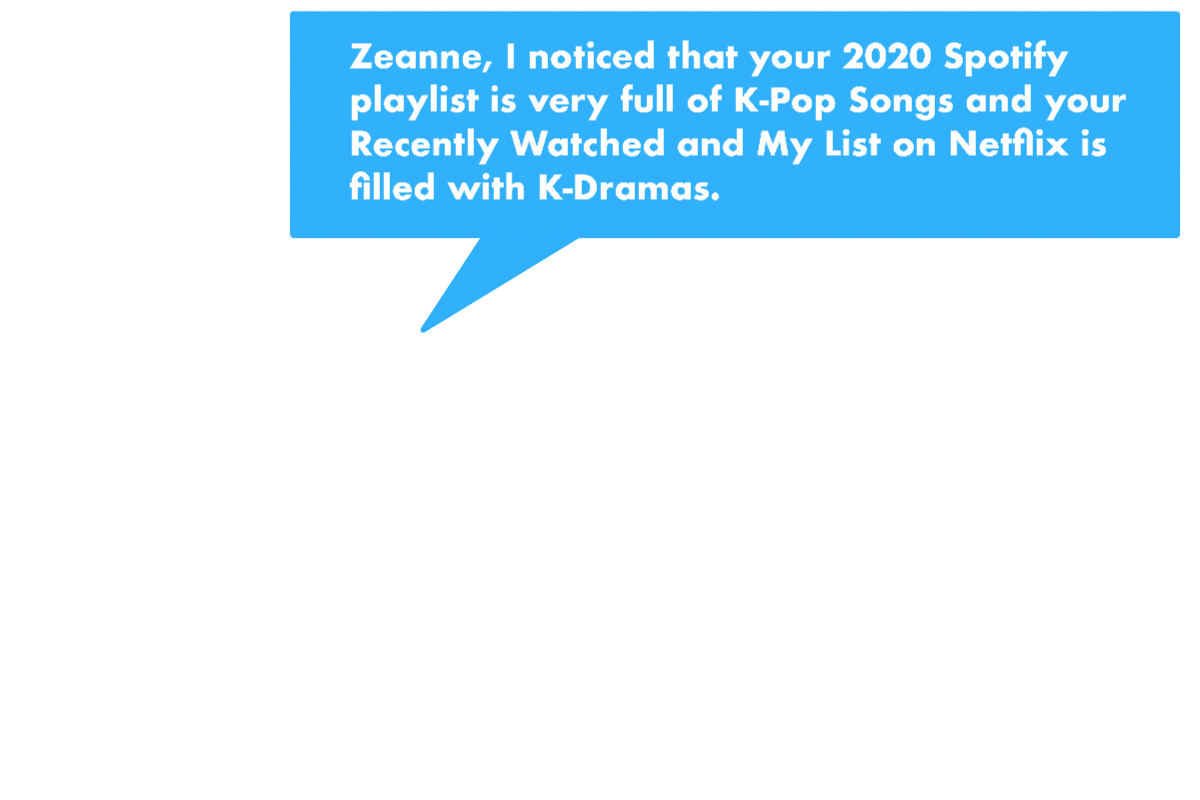 Zeanne, I noticed that your 2020 Spotify
playlist is very full of K-Pop Songs and your
Recently Watched and My List on Netflix is
filled with K-Dramas.